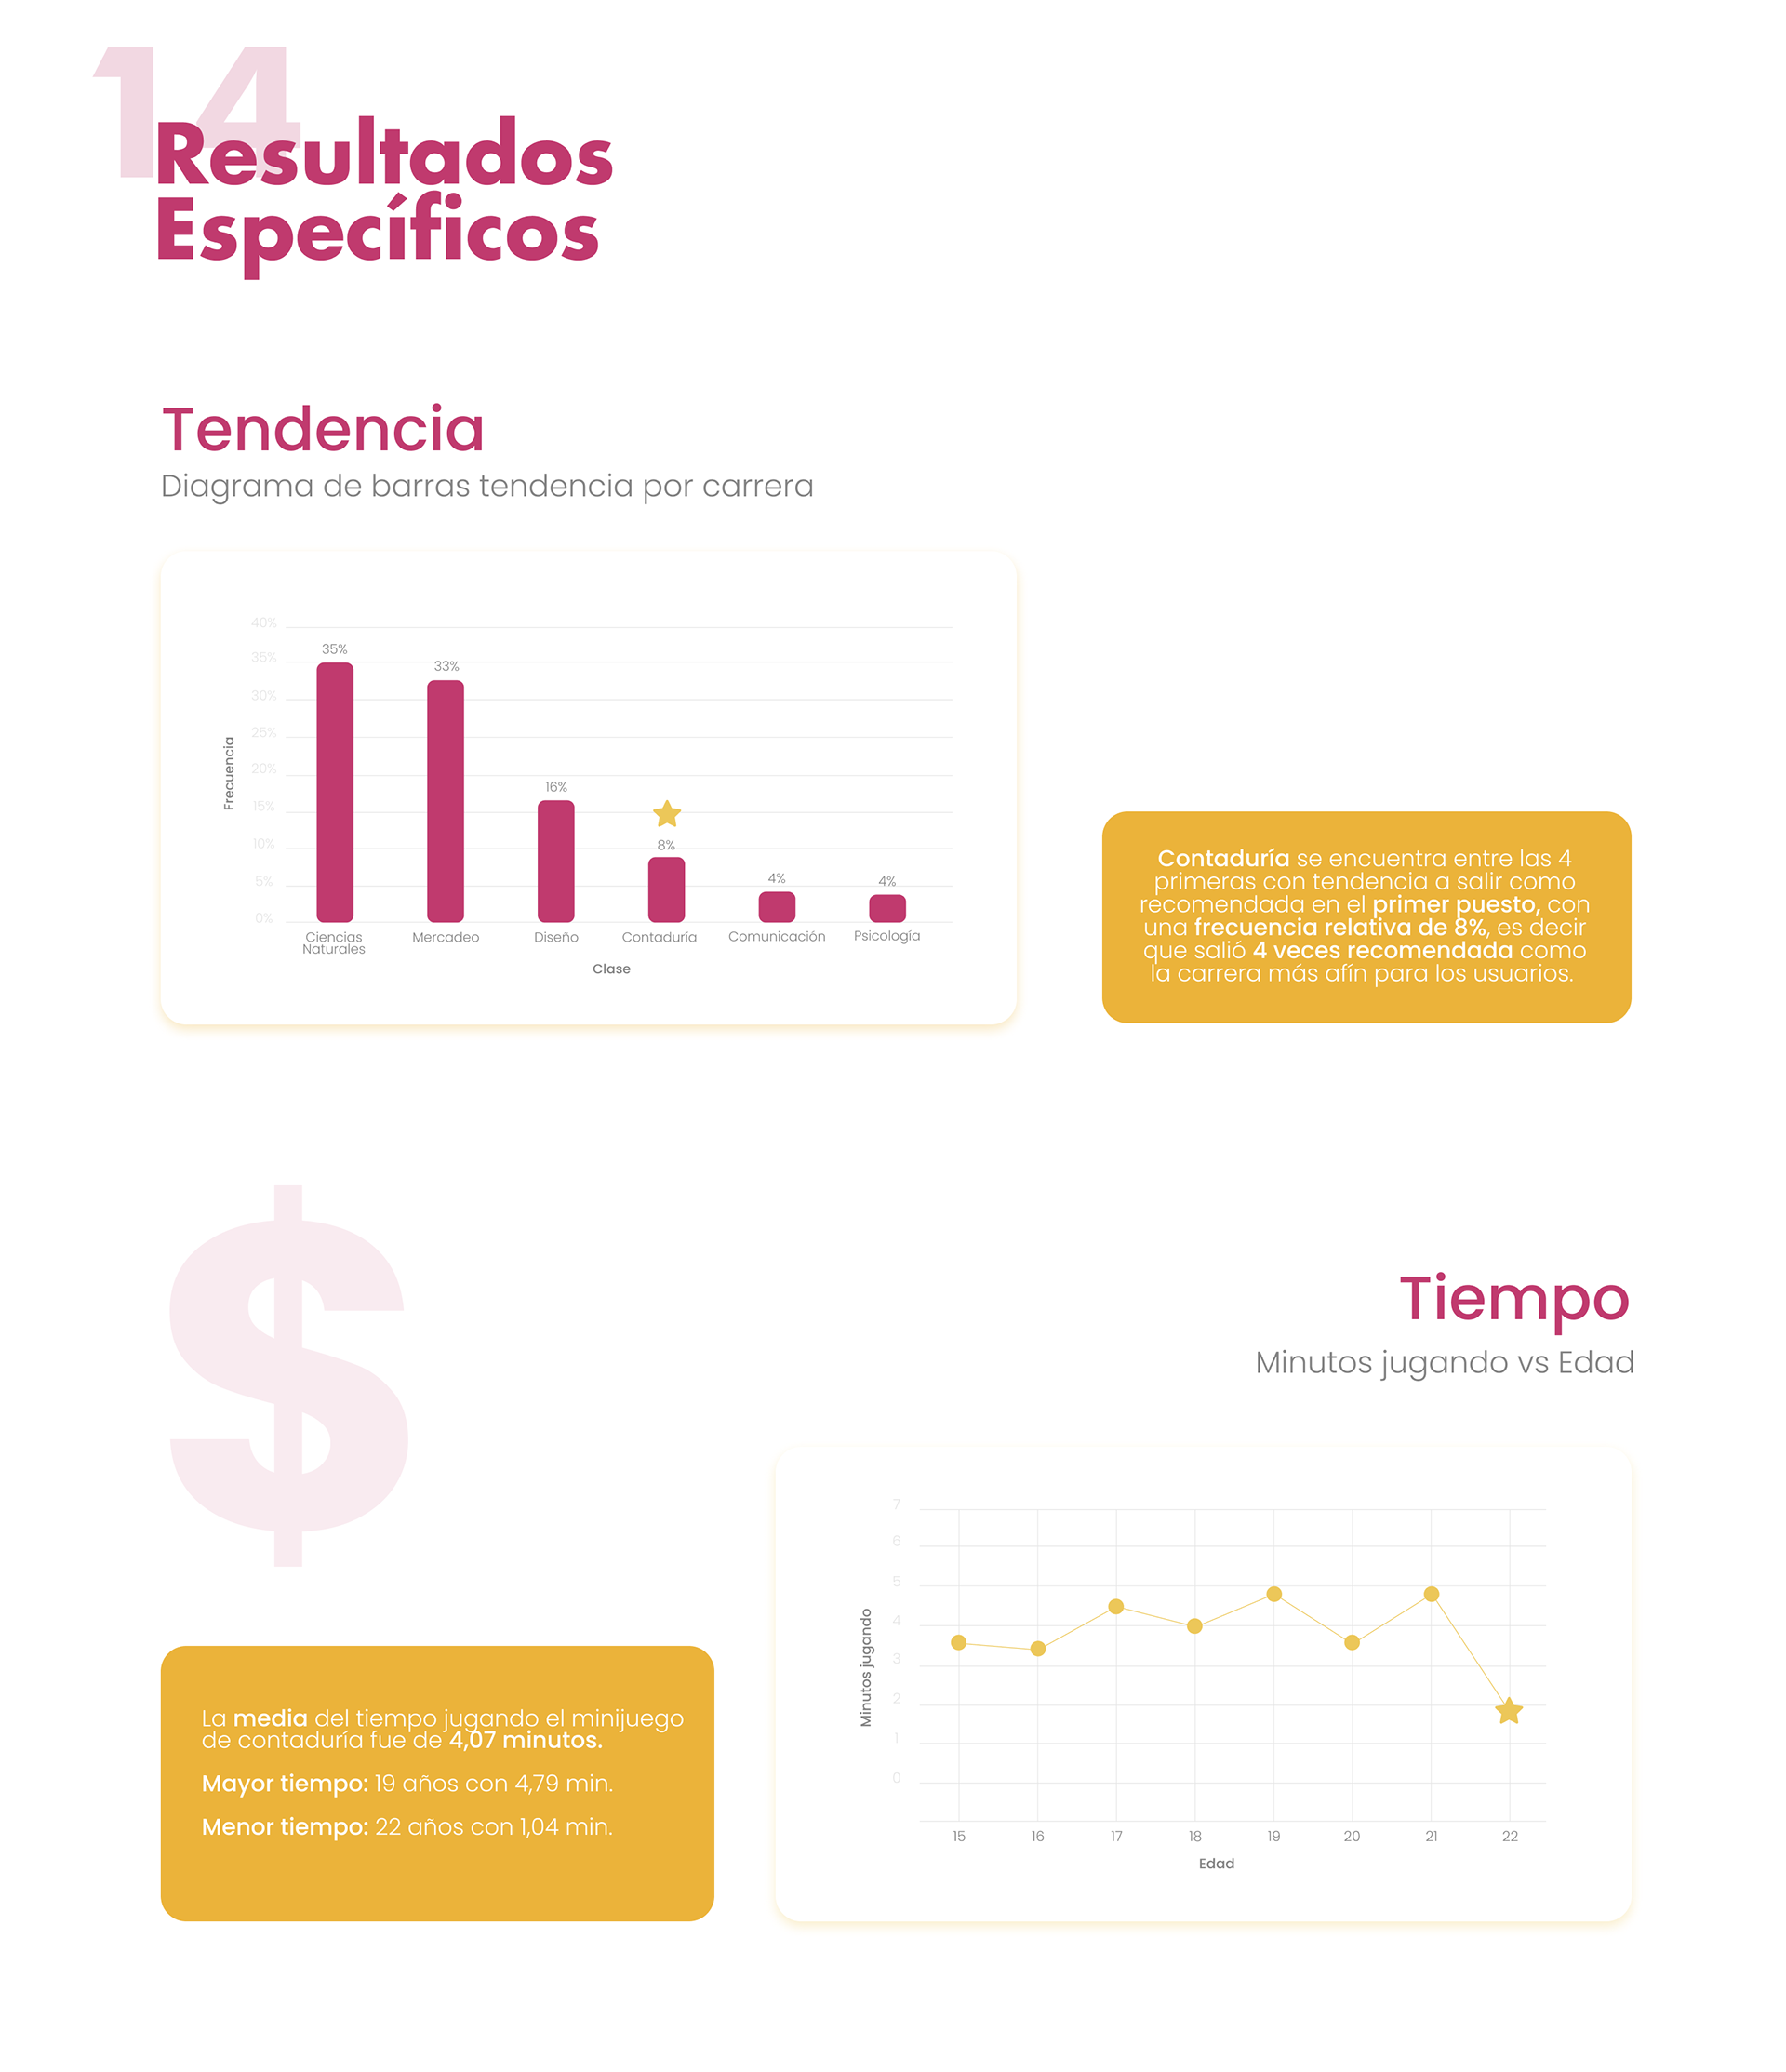 14
Resultados
Específicos
Tendencia
Diagrama de barras tendencia por carrera
40%
35%
30%
25%
20%
15%
10%
5%
0%
Frecuencia
35%
33%
16%
8%
4%
4%
Ciencias
Naturales
Mercadeo
Diseño
Contaduría
Comunicación
Psicología
Clase
Contaduría se encuentra entre las 4
primeras con tendencia a salir como
recomendada en el primer puesto, con
una frecuencia relativa de 8%, es decir
que salió 4 veces recomendada como
la carrera más afín para los usuarios.
$
Tiempo
Minutos jugando vs Edad
La media del tiempo jugando el minijuego
de contaduría fue de 4,07 minutos.
Mayor tiempo: 19 años con 4,79 min.
Menor tiempo: 22 años con 1,04 min.
7
6
5
4
3
2
1
0
Minutos jugando
15
16
17
18
19
20
21
22
Edad